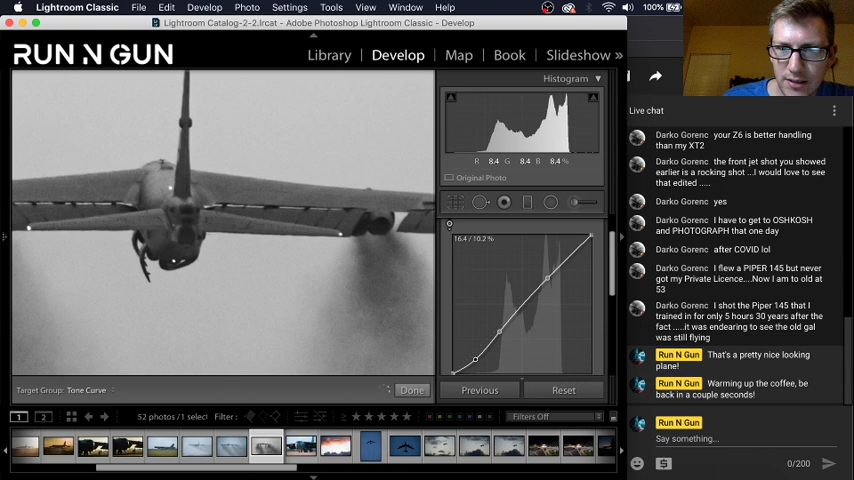 Lightroom Classic File Edit Develop Photo Settings Tools View Window Help 100%
Lightroom Catalog-2-2.lrcat - Adobe Photoshop Lightroom Classic - Develop
RUN N GUN Library | Develop | Map | Book | Slideshow »
Histogram ▼
R 8.4 G 8.4 B 8.4 %
Original Photo
16.4 / 10.2 %
Target Group: Tone Curve
Done
Previous
Reset
1 2 52 photos / 1 select Filter : Filters Off
Live chat
Darko Gorenc your Z6 is better handling
than my XT2
Darko Gorenc the front jet shot you showed
earlier is a rocking shot ...I would love to see
that edited .....
Darko Gorenc yes
Darko Gorenc I have to get to OSHKOSH
and PHOTOGRAPH that one day
Darko Gorenc after COVID lol
Darko Gorenc I flew a PIPER 145 but never
got my Private Licence....Now I am to old at
53
Darko Gorenc I shot the Piper 145 that I
trained in for only 5 hours 30 years after the
fact .....it was endearing to see the old gal
was still flying
Run N Gun That's a pretty nice looking
plane!
Run N Gun Warming up the coffee, be
back in a couple seconds!
Run N Gun
Say something...
0/200